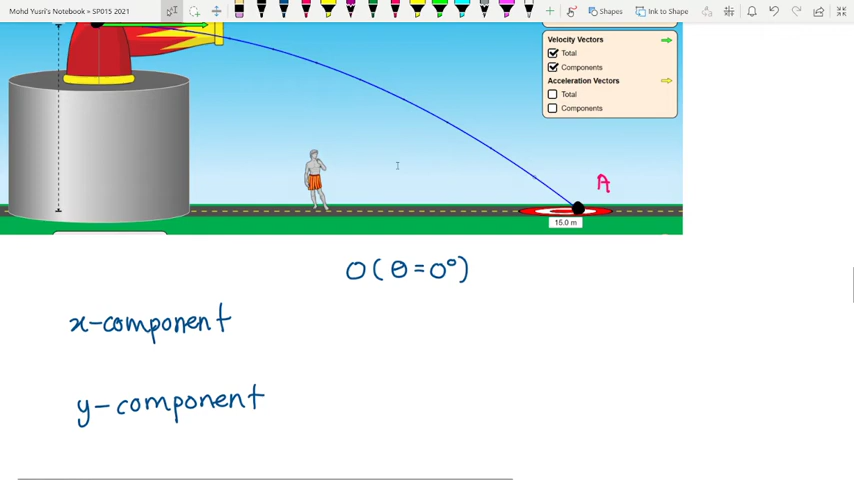 Mohd Yusri's Notebook » SP015 2021
Shapes
Ink to Shape
Velocity Vectors
Total
Components
Acceleration Vectors
Total
Components
A
15.0 m
O (θ = 0°)
x-component
y-component